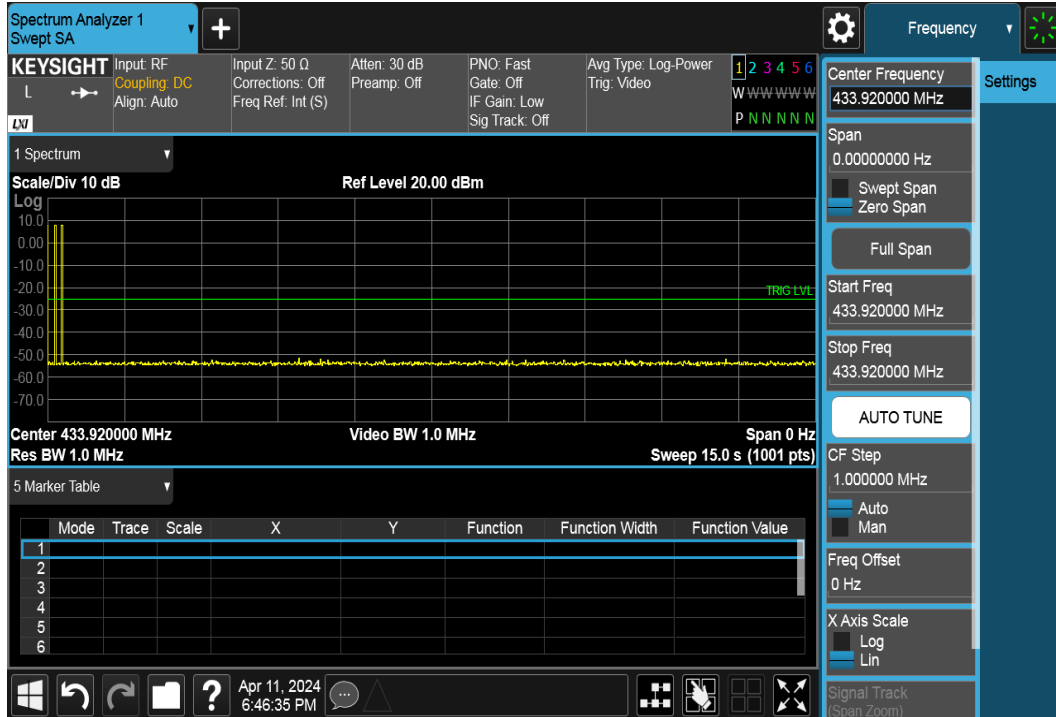 Spectrum Analyzer 1
Swept SA
Frequency
KEYSIGHT
L
LXI
Input: RF
Coupling: DC
Align: Auto
Input Z: 50 Ω
Corrections: Off
Freq Ref: Int (S)
Atten: 30 dB
Preamp: Off
PNO: Fast
Gate: Off
IF Gain: Low
Sig Track: Off
Avg Type: Log-Power
Trig: Video
1 2 3 4 5 6
W W W W W W
P N N N N N
1 Spectrum
Scale/Div 10 dB
Ref Level 20.00 dBm
Log
10.0
0.00
-10.0
-20.0
-30.0
-40.0
-50.0
-60.0
-70.0
TRIG LVL
Center 433.920000 MHz
Video BW 1.0 MHz
Span 0 Hz
Res BW 1.0 MHz
Sweep 15.0 s (1001 pts)
5 Marker Table
Mode Trace Scale X Y Function Function Width Function Value
1
2
3
4
5
6
Apr 11, 2024
6:46:35 PM
Center Frequency
433.920000 MHz
Span
0.00000000 Hz
Swept Span
Zero Span
Full Span
Start Freq
433.920000 MHz
Stop Freq
433.920000 MHz
AUTO TUNE
CF Step
1.000000 MHz
Auto
Man
Freq Offset
0 Hz
X Axis Scale
Log
Lin
Signal Track
(Span Zoom)
Settings